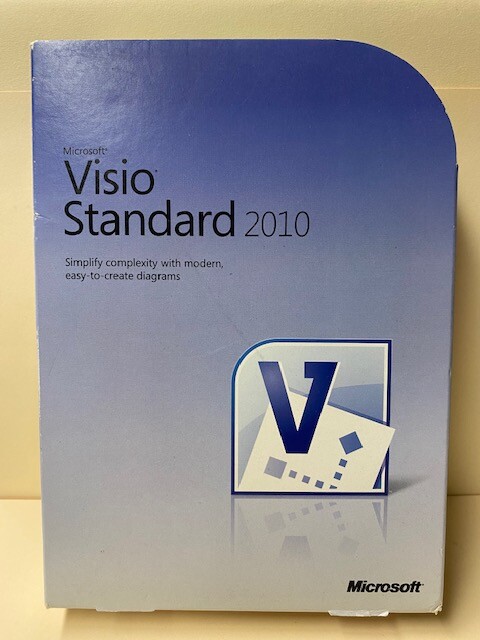 Microsoft®
Visio®
Standard 2010
Simplify complexity with modern,
easy-to-create diagrams
V
Microsoft®